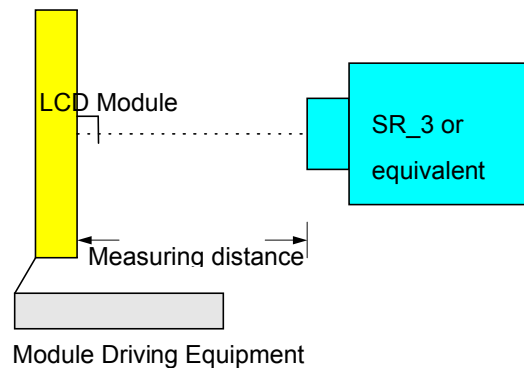 LCD Module
SR_3 or
equivalent
Measuring distance
Module Driving Equipment